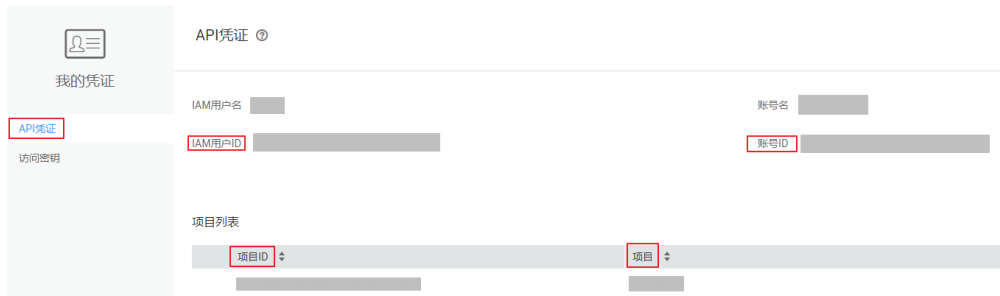 我的凭证
API凭证
访问密钥
API凭证 ?
IAM用户名
账号名
IAM用户ID
账号ID
项目列表
项目ID 项目